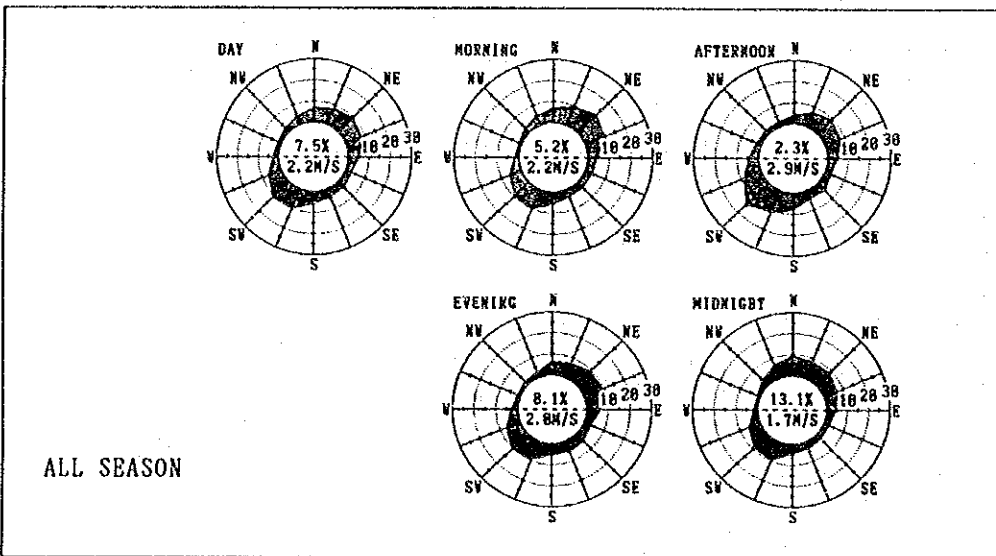 DAY N MORNING N AFTERNOON N
NW NE NW NE NW NE
W 7.5% 10 20 30 E W 5.2% 10 20 30 E W 2.3% 10 20 30 E
2.2M/S 2.2M/S 2.9M/S
SW SE SW SE SW SE
S S S
EVENING N MIDNIGHT N
NW NE NW NE
W 8.1% 10 20 30 E W 13.1% 10 20 30 E
2.0M/S 1.7M/S
ALL SEASON
SW SE SW SE
S S